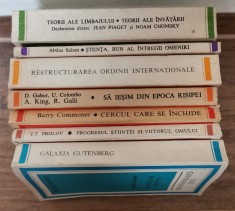 TEORII ALE LIMBAJULUI • TEORII ALE ÎNVĂȚĂRII
Dezbaterea dintre JEAN PIAGET și NOAM CHOMSKY
Abdus Salam • ȘTIINȚA, BUN AL ÎNTREGII OMENIRI
RESTRUCTURAREA ORDINII INTERNAȚIONALE
D. Gabor, U. Colombo
A. King, R. Galli • SĂ IEȘIM DIN EPOCA RISIPEI
Barry Commoner • CERCUL CARE SE ÎNCHIDE
I.T. FROLOV • PROGRESUL ȘTIINȚEI ȘI VIITORUL OMULUI
GALAXIA GUTENBERG